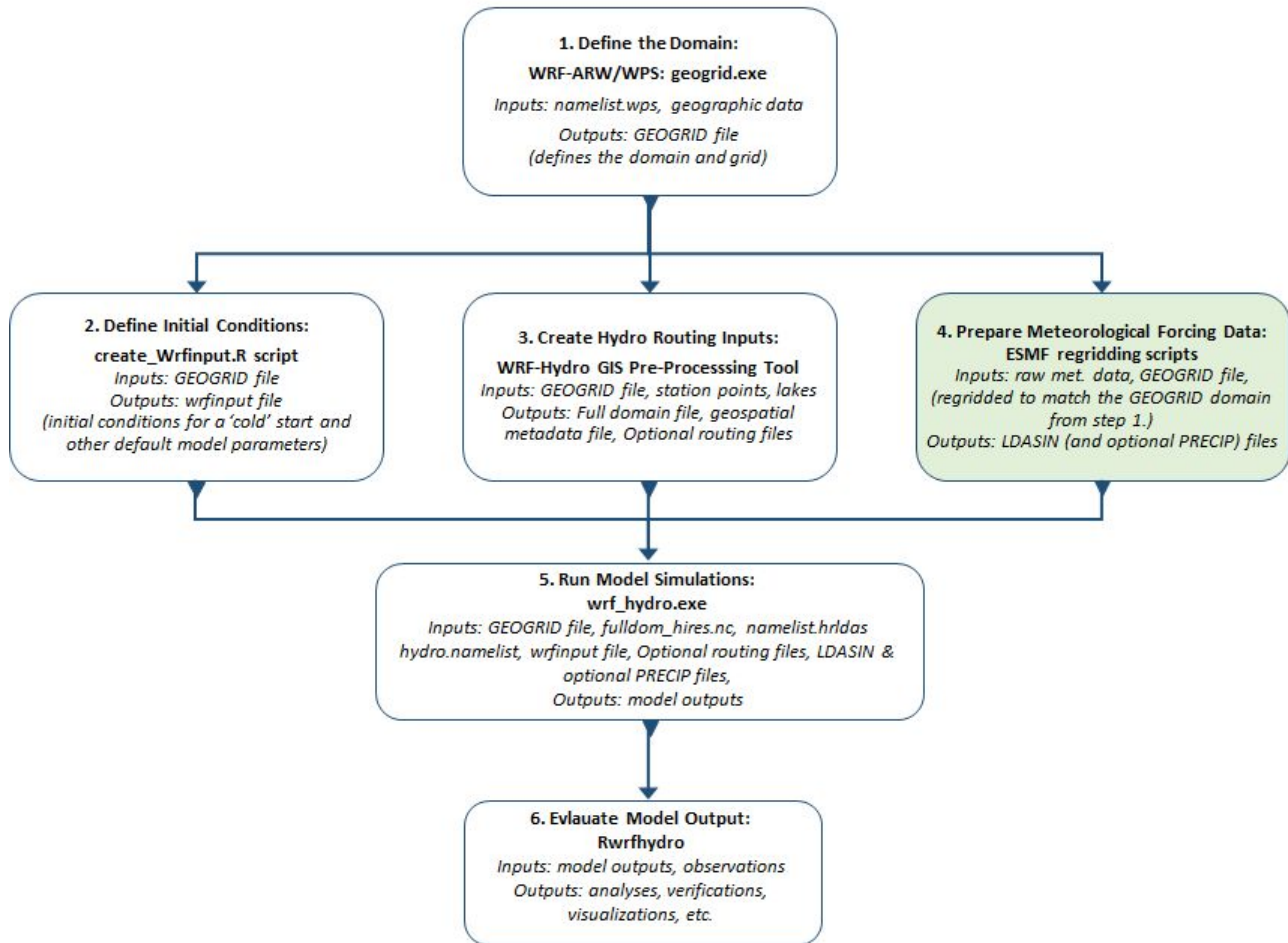 1. Define the Domain:
WRF-ARW/WPS: geogrid.exe
Inputs: namelist.wps, geographic data
Outputs: GEOGRID file
(defines the domain and grid)
2. Define Initial Conditions:
create_Wrfinput.R script
Inputs: GEOGRID file
Outputs: wrfinput file
(initial conditions for a ‘cold’ start and
other default model parameters)
3. Create Hydro Routing Inputs:
WRF-Hydro GIS Pre-Processsing Tool
Inputs: GEOGRID file, station points, lakes
Outputs: Full domain file, geospatial
metadata file, Optional routing files
4. Prepare Meteorological Forcing Data:
ESMF regridding scripts
Inputs: raw met. data, GEOGRID file,
(regridded to match the GEOGRID domain
from step 1.)
Outputs: LDASIN (and optional PRECIP) files
5. Run Model Simulations:
wrf_hydro.exe
Inputs: GEOGRID file, fulldom_hires.nc, namelist.hrldas
hydro.namelist, wrfinput file, Optional routing files, LDASIN &
optional PRECIP files,
Outputs: model outputs
6. Evlauate Model Output:
Rwrfhydro
Inputs: model outputs, observations
Outputs: analyses, verifications,
visualizations, etc.